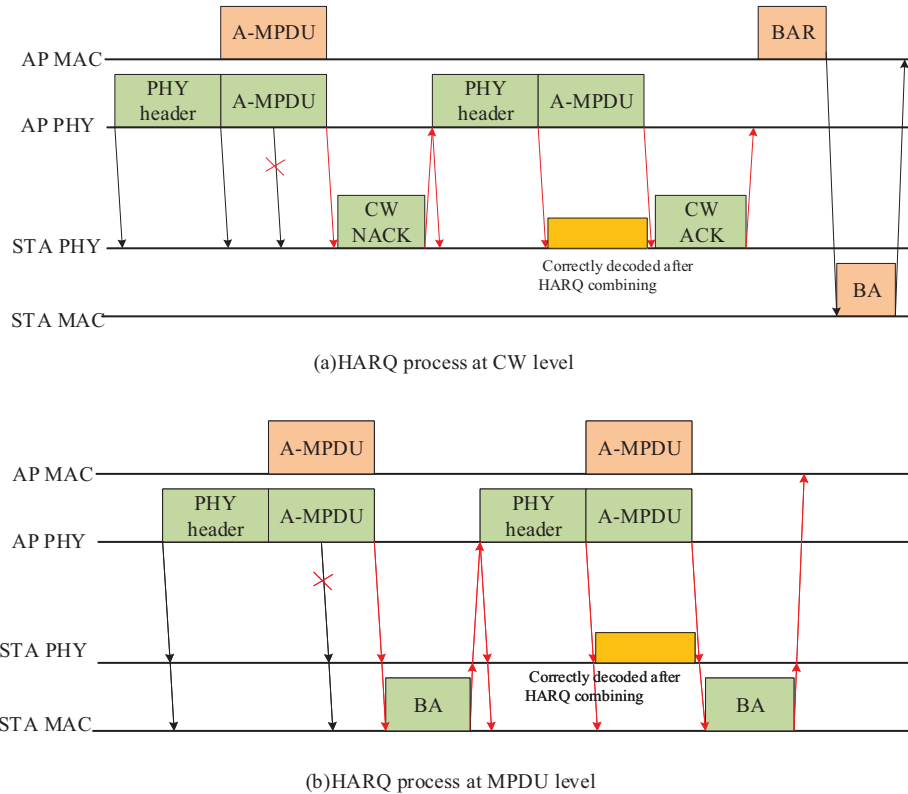 A-MPDU
BAR
AP MAC
PHY
header
A-MPDU
PHY
header
A-MPDU
AP PHY
CW
NACK
CW
ACK
STA PHY
Correctly decoded after
HARQ combining
BA
STA MAC
(a)HARQ process at CW level
A-MPDU
A-MPDU
AP MAC
PHY
header
A-MPDU
PHY
header
A-MPDU
AP PHY
STA PHY
Correctly decoded after
HARQ combining
BA
BA
STA MAC
(b)HARQ process at MPDU level